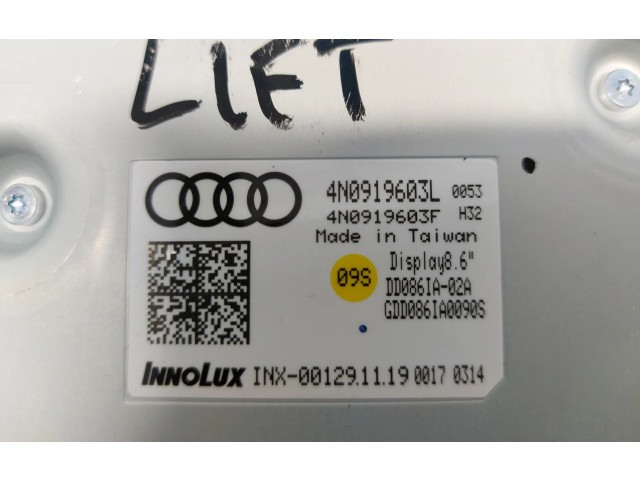 LIFT
4N0919603L 0053
4N0919603F H32
Made in Taiwan
09S
Display8.6"
DD086IA-02A
GDD086IA0090S
INNOLUX INX-00129.11.19 0017 0314